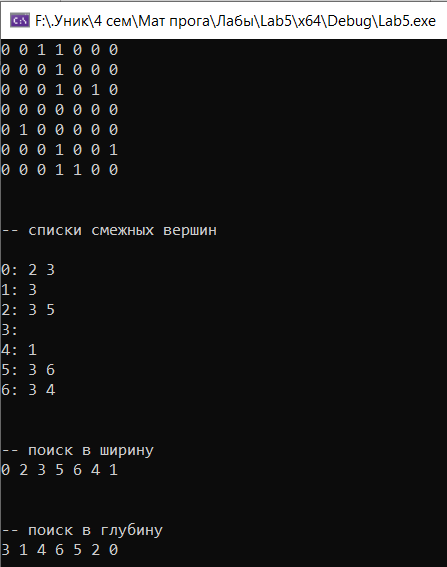 F:\.Уник\4 сем\Мат прога\Лабы\Lab5\x64\Debug\Lab5.exe
0 0 1 1 0 0 0
0 0 0 1 0 0 0
0 0 0 1 0 1 0
0 0 0 0 0 0 0
0 1 0 0 0 0 0
0 0 0 1 0 0 1
0 0 0 1 1 0 0
-- списки смежных вершин
0: 2 3
1: 3
2: 3 5
3:
4: 1
5: 3 6
6: 3 4
-- поиск в ширину
0 2 3 5 6 4 1
-- поиск в глубину
3 1 4 6 5 2 0